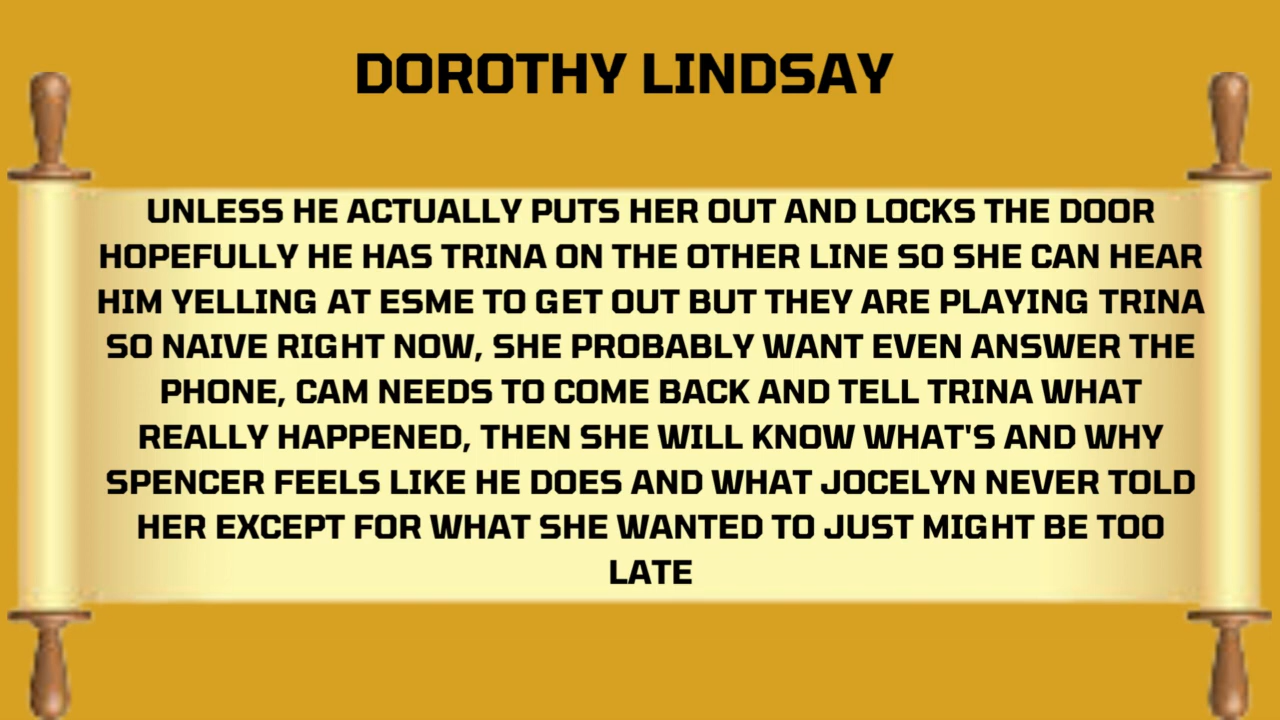 DOROTHY LINDSAY
UNLESS HE ACTUALLY PUTS HER OUT AND LOCKS THE DOOR
HOPEFULLY HE HAS TRINA ON THE OTHER LINE SO SHE CAN HEAR
HIM YELLING AT ESME TO GET OUT BUT THEY ARE PLAYING TRINA
SO NAIVE RIGHT NOW, SHE PROBABLY WANT EVEN ANSWER THE
PHONE, CAM NEEDS TO COME BACK AND TELL TRINA WHAT
REALLY HAPPENED, THEN SHE WILL KNOW WHAT'S AND WHY
SPENCER FEELS LIKE HE DOES AND WHAT JOCELYN NEVER TOLD
HER EXCEPT FOR WHAT SHE WANTED TO JUST MIGHT BE TOO
LATE